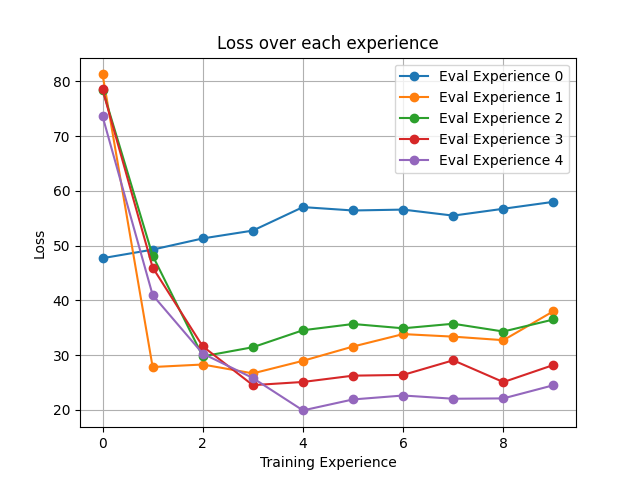 Loss over each experience
Eval Experience 0
Eval Experience 1
Eval Experience 2
Eval Experience 3
Eval Experience 4
80
70
60
50
40
30
20
Loss
0 2 4 6 8
Training Experience